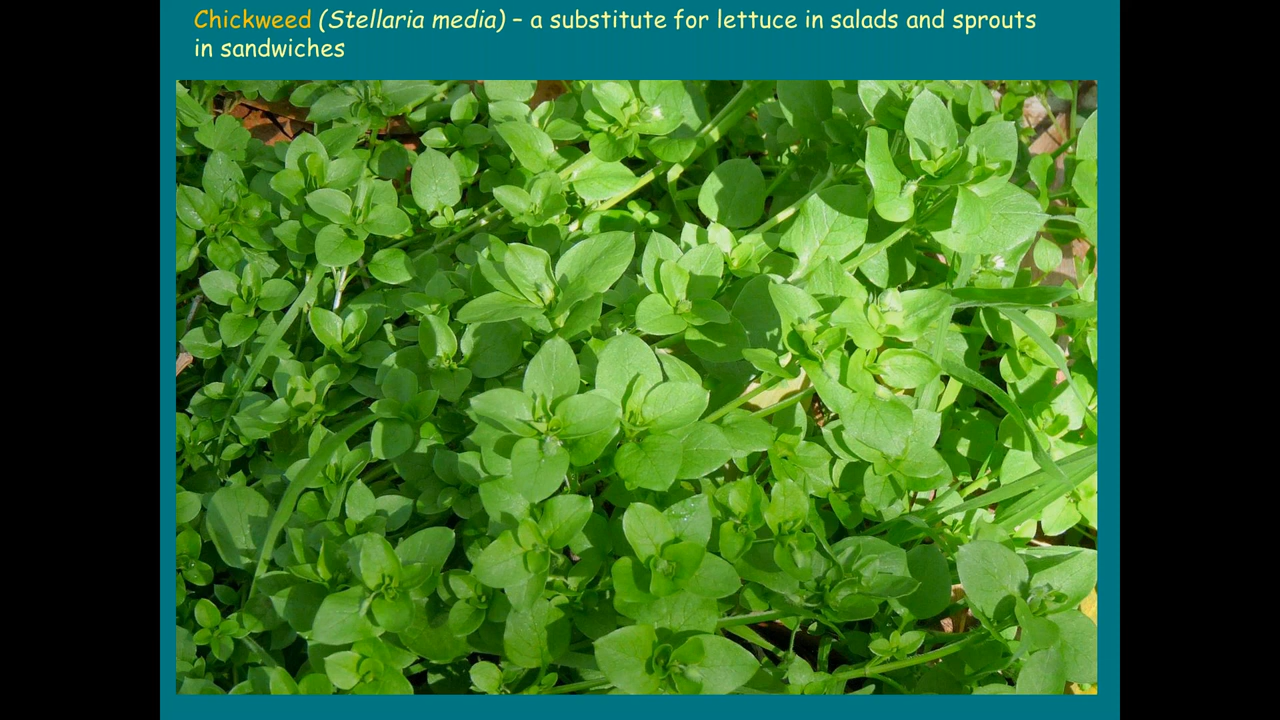 Chickweed (Stellaria media) – a substitute for lettuce in salads and sprouts
in sandwiches